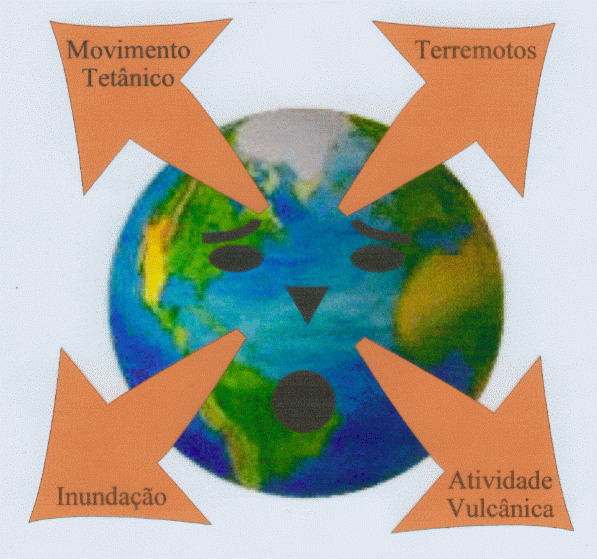 Movimento
Tetânico
Terremotos
Inundação
Atividade
Vulcânica